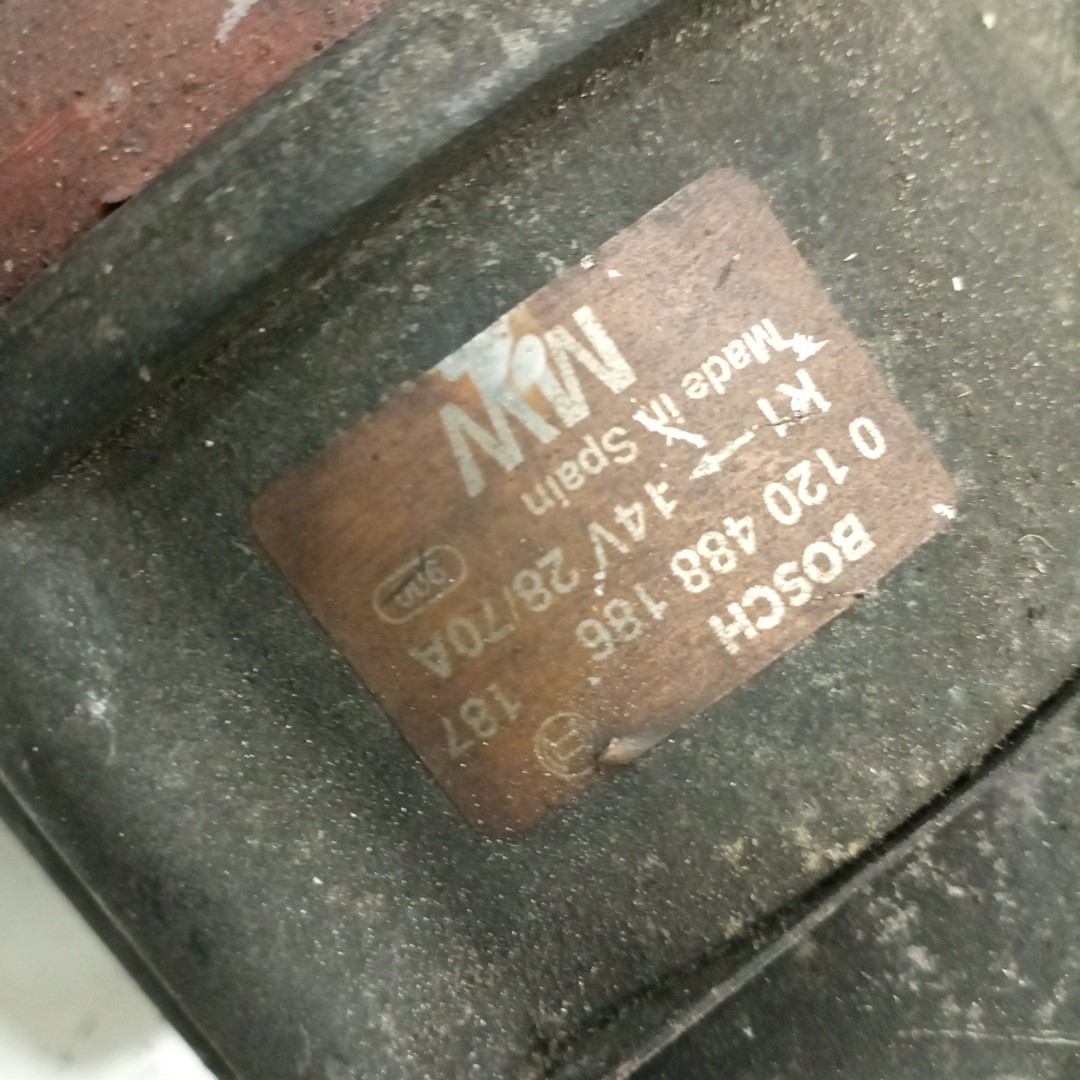 BOSCH
0 120 488 186 187
K1 → 14V 28/70A
Made in Spain